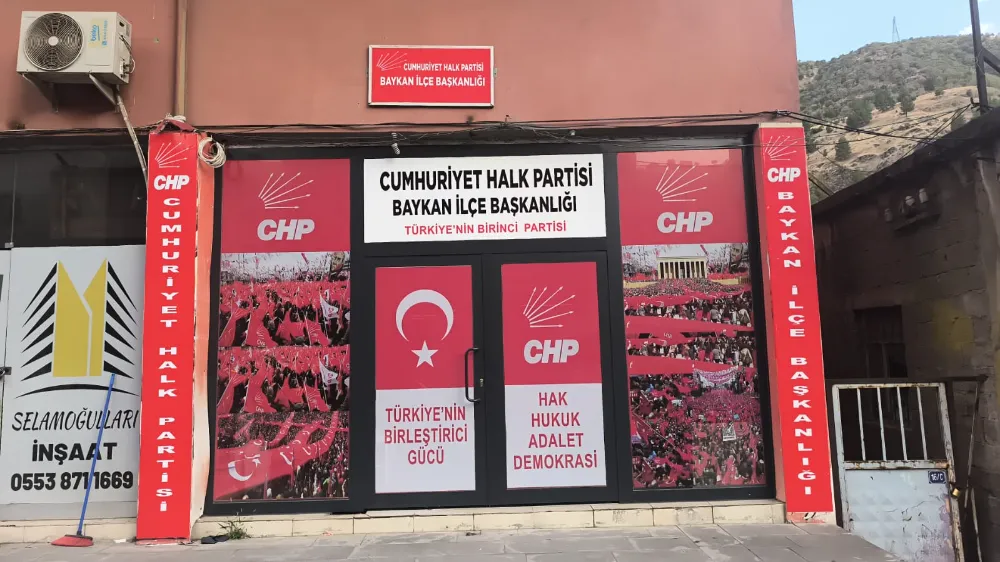 CUMHURİYET HALK PARTİSİ
BAYKAN İLÇE BAŞKANLIĞI
CHP CUMHURİYET HALK PARTİSİ
CHP
CUMHURİYET HALK PARTİSİ
BAYKAN İLÇE BAŞKANLIĞI
TÜRKİYE'NİN BİRİNCİ PARTİSİ
CHP
CHP BAYKAN İLÇE BAŞKANLIĞI
TÜRKİYE'NİN
BİRLEŞTİRİCİ
GÜCÜ
CHP
HAK
HUKUK
ADALET
DEMOKRASİ
SELAMOĞULLARI
İNŞAAT
0553 871 1669
beko
16/C